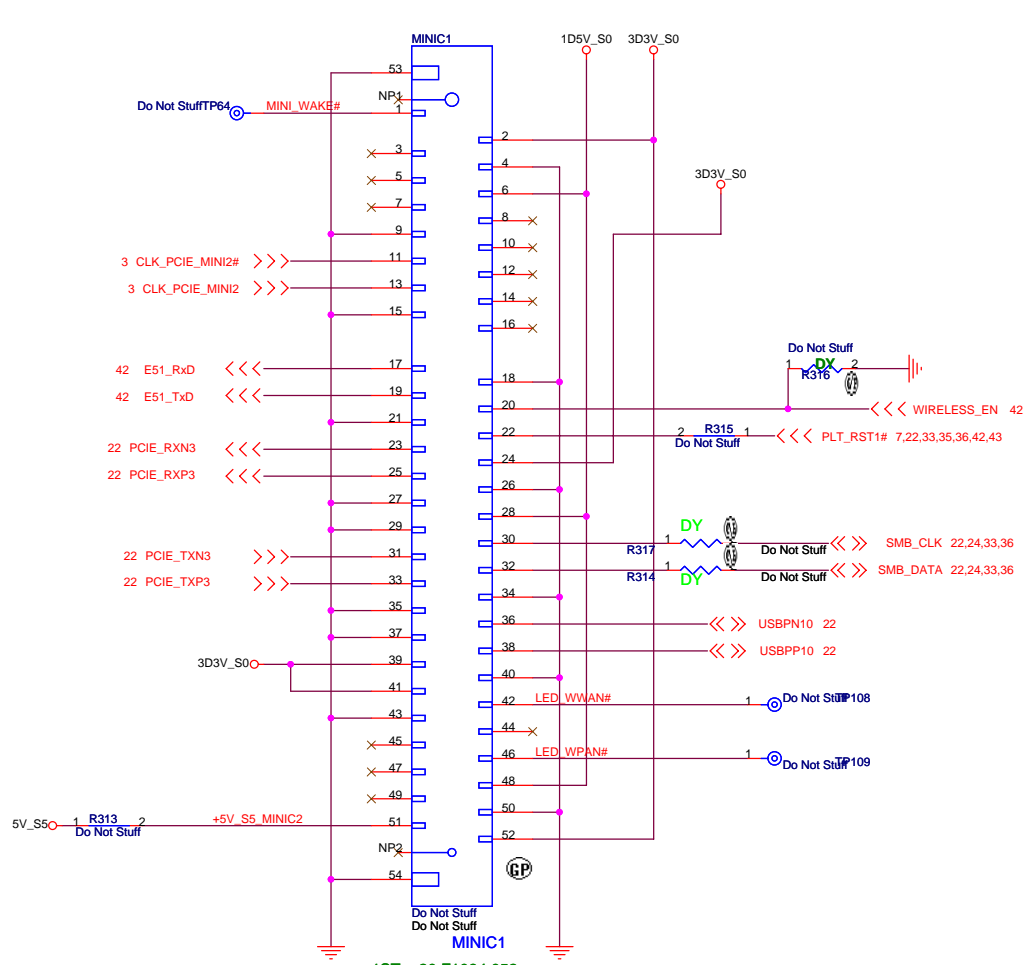 MINIC1
1D5V_S0 3D3V_S0
53
NP1
Do Not StuffTP64 MINI_WAKE# 1
2
3
4
3D3V_S0
5
6
7
8
9
10
3 CLK_PCIE_MINI2# 11
12
3 CLK_PCIE_MINI2 13
14
15
16
Do Not Stuff
42 E51_RxD 17
1 DY 2
R316
18
42 E51_TxD 19
20 WIRELESS_EN 42
21
22 2 R315 1 PLT_RST1# 7,22,33,35,36,42,43
Do Not Stuff
22 PCIE_RXN3 23
24
22 PCIE_RXP3 25
26
27
28
DY
29
30 R317 1 Do Not Stuff SMB_CLK 22,24,33,36
22 PCIE_TXN3 31
32 R314 1 DY Do Not Stuff SMB_DATA 22,24,33,36
22 PCIE_TXP3 33
34
35
36 USBPN10 22
37
38 USBPP10 22
3D3V_S0 39
40
41
42 LED_WWAN# 1 Do Not Stuff TP108
43
44
45
46 LED_WPAN# 1 Do Not Stuff TP109
47
48
49
50
5V_S5 1 R313 2 +5V_S5_MINIC2 51
Do Not Stuff
52
NP2
GP
54
Do Not Stuff
Do Not Stuff
MINIC1